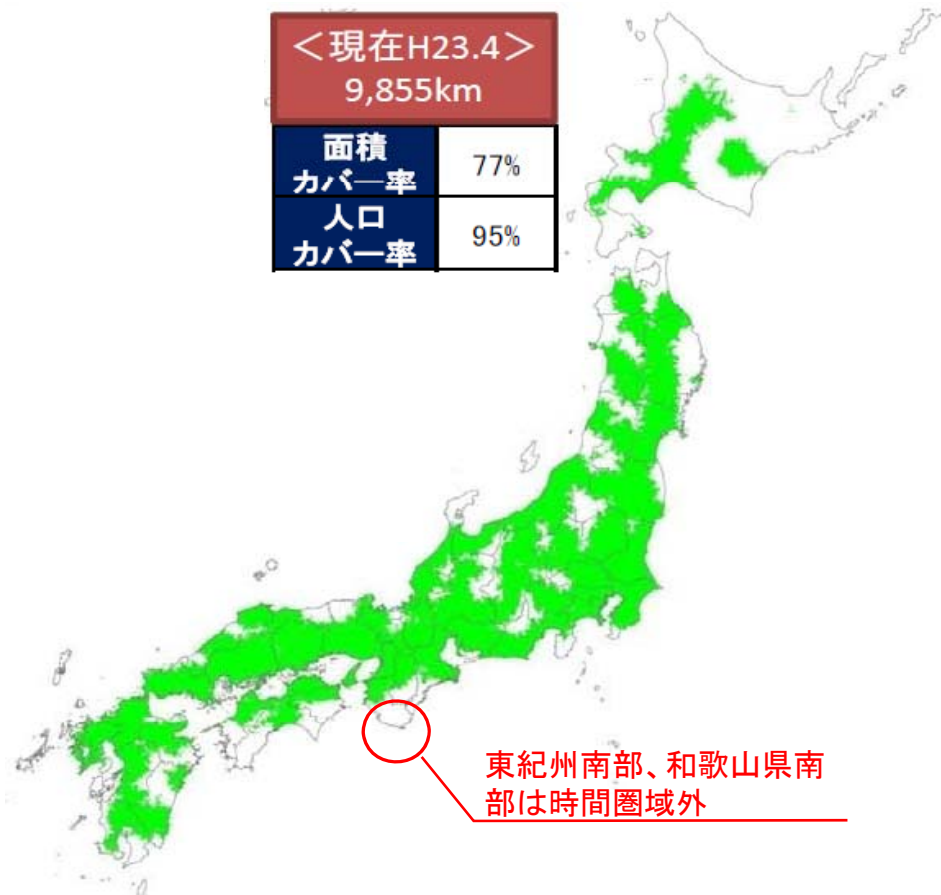 ＜現在H23.4＞
9,855km
面積
カバー率
77%
人口
カバー率
95%
東紀州南部、和歌山県南
部は時間圏域外